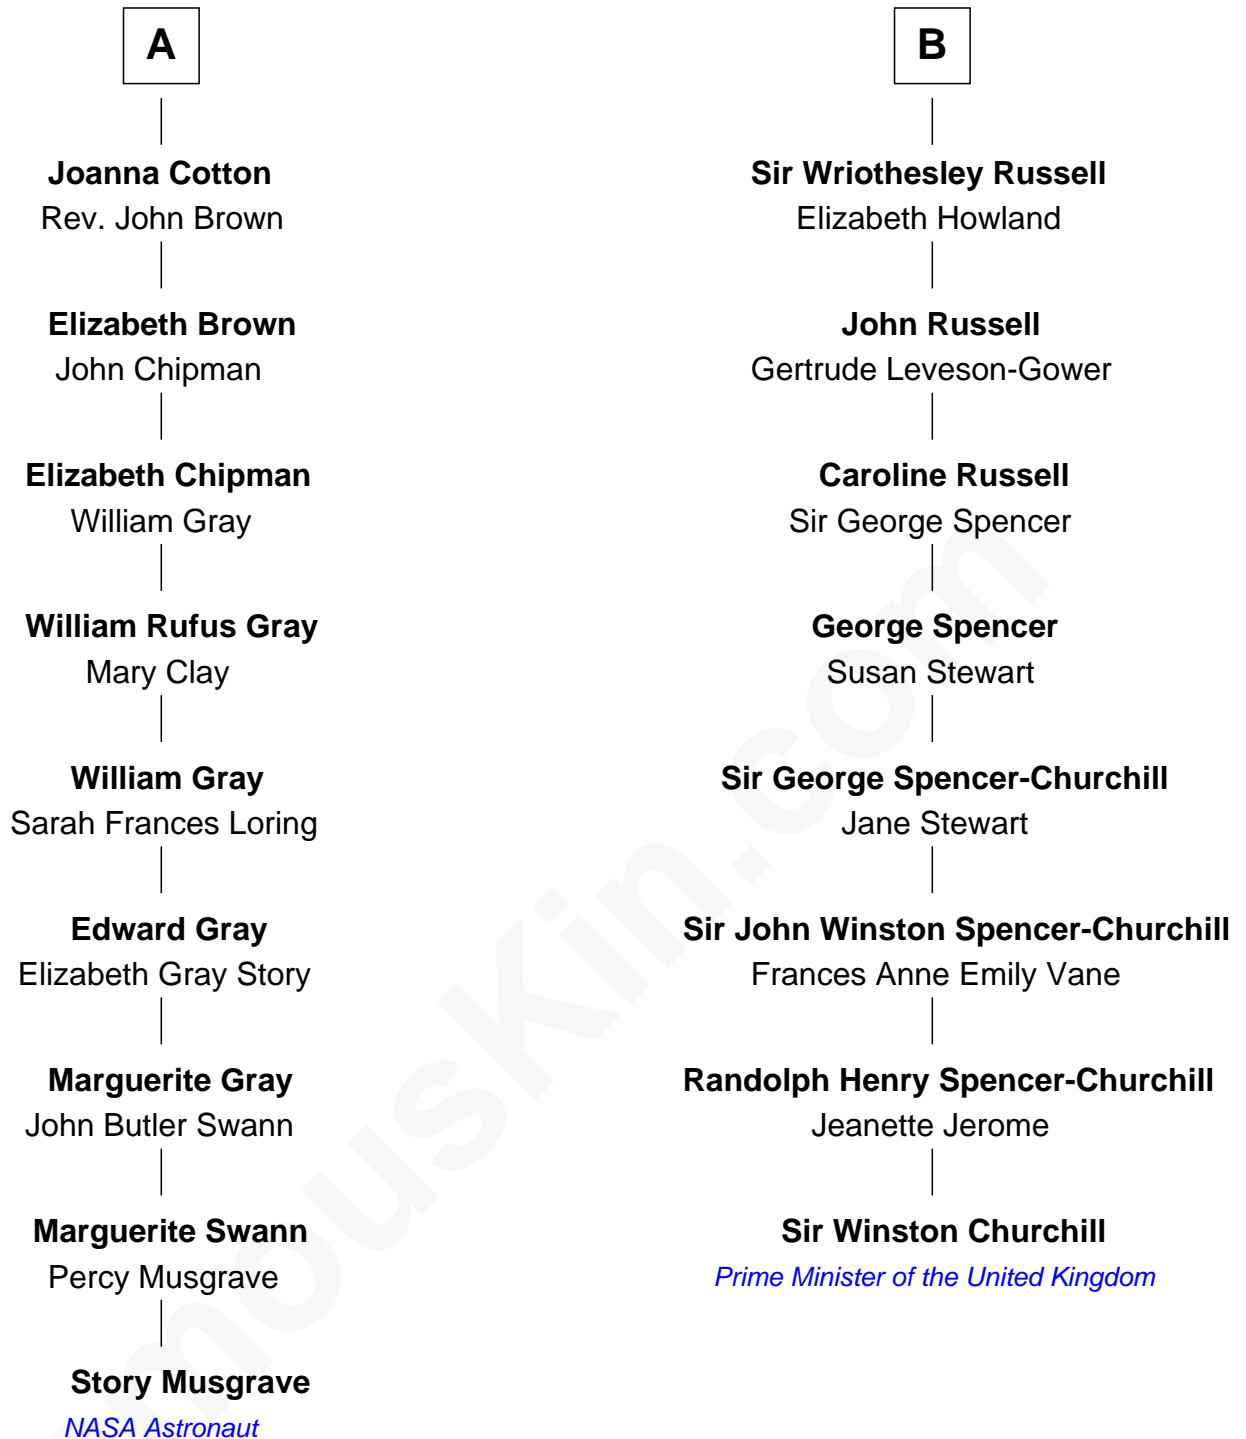 A
Joanna Cotton
Rev. John Brown
Elizabeth Brown
John Chipman
Elizabeth Chipman
William Gray
William Rufus Gray
Mary Clay
William Gray
Sarah Frances Loring
Edward Gray
Elizabeth Gray Story
Marguerite Gray
John Butler Swann
Marguerite Swann
Percy Musgrave
Story Musgrave
NASA Astronaut
B
Sir Wriothesley Russell
Elizabeth Howland
John Russell
Gertrude Leveson-Gower
Caroline Russell
Sir George Spencer
George Spencer
Susan Stewart
Sir George Spencer-Churchill
Jane Stewart
Sir John Winston Spencer-Churchill
Frances Anne Emily Vane
Randolph Henry Spencer-Churchill
Jeanette Jerome
Sir Winston Churchill
Prime Minister of the United Kingdom
mousKin.com